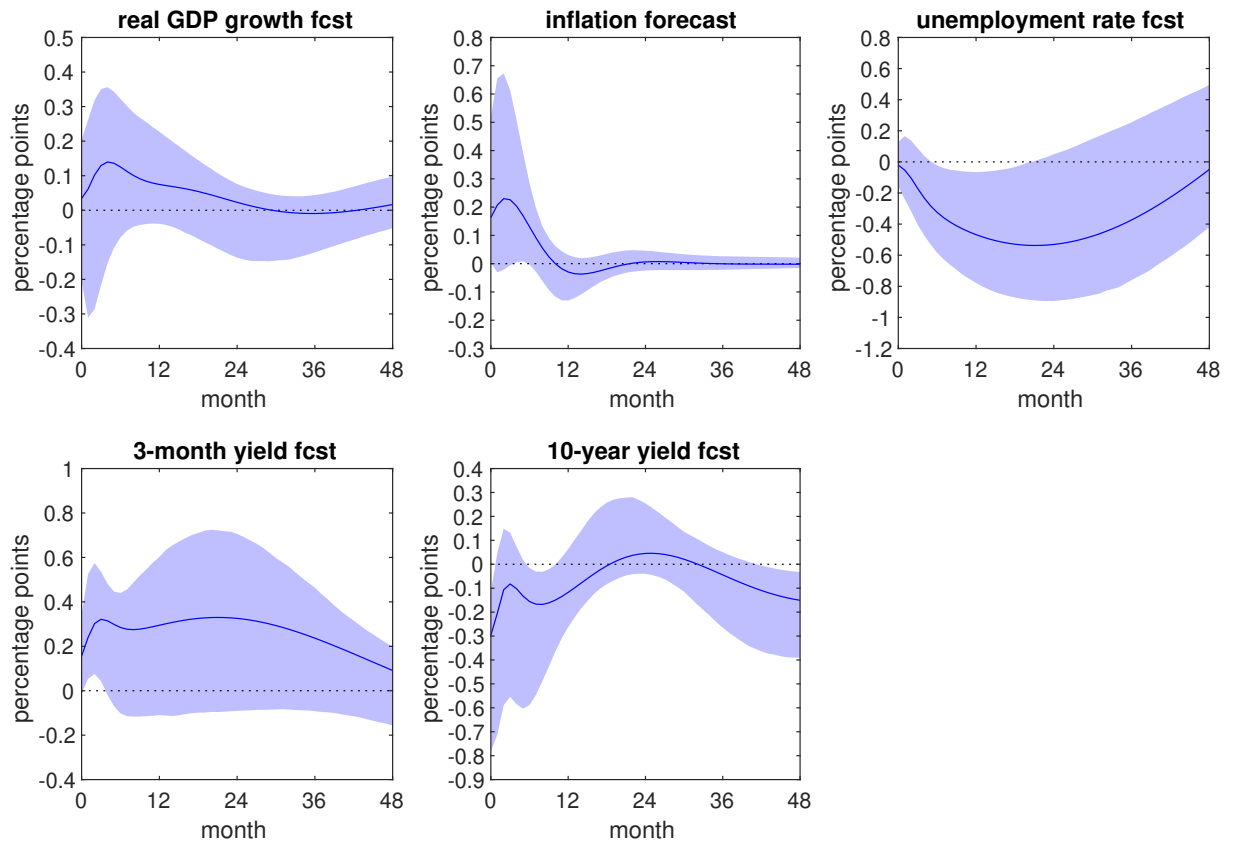 real GDP growth fcst
0.5
0.4
0.3
0.2
0.1
0
-0.1
-0.2
-0.3
-0.4
percentage points
0 12 24 36 48
month
inflation forecast
0.8
0.7
0.6
0.5
0.4
0.3
0.2
0.1
0
-0.1
-0.2
-0.3
percentage points
0 12 24 36 48
month
unemployment rate fcst
0.8
0.6
0.4
0.2
0
-0.2
-0.4
-0.6
-0.8
-1
-1.2
percentage points
0 12 24 36 48
month
3-month yield fcst
1
0.8
0.6
0.4
0.2
0
-0.2
-0.4
percentage points
0 12 24 36 48
month
10-year yield fcst
0.4
0.3
0.2
0.1
0
-0.1
-0.2
-0.3
-0.4
-0.5
-0.6
-0.7
-0.8
-0.9
percentage points
0 12 24 36 48
month